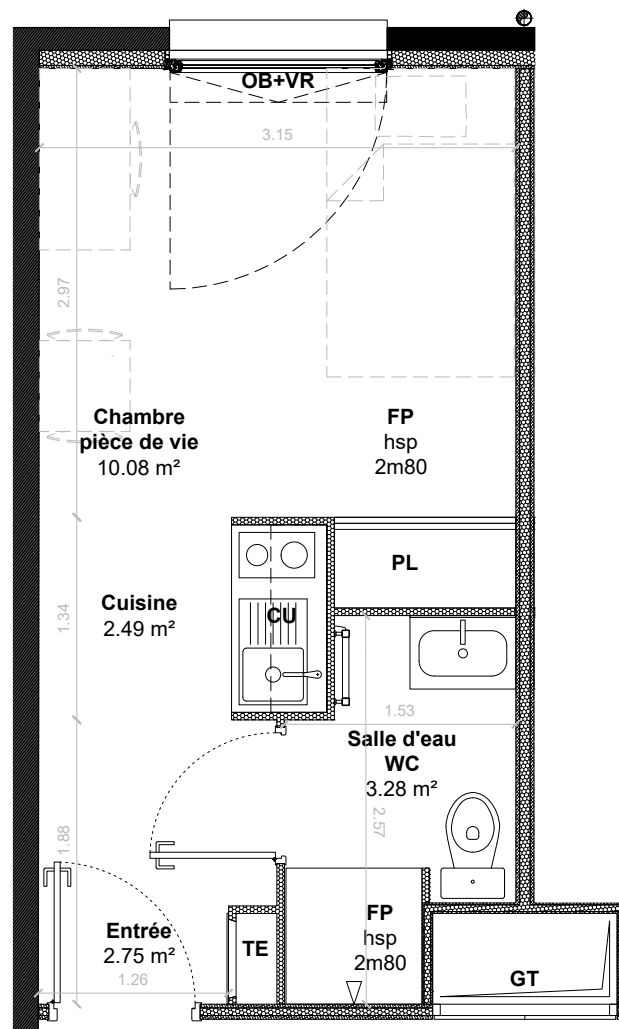 OB+VR
3.15
2.97
Chambre
pièce de vie
10.08 m²
FP
hsp
2m80
PL
Cuisine
2.49 m²
CU
1.34
1.53
Salle d'eau
WC
3.28 m²
2.57
1.88
Entrée
2.75 m²
1.26
TE
FP
hsp
2m80
GT